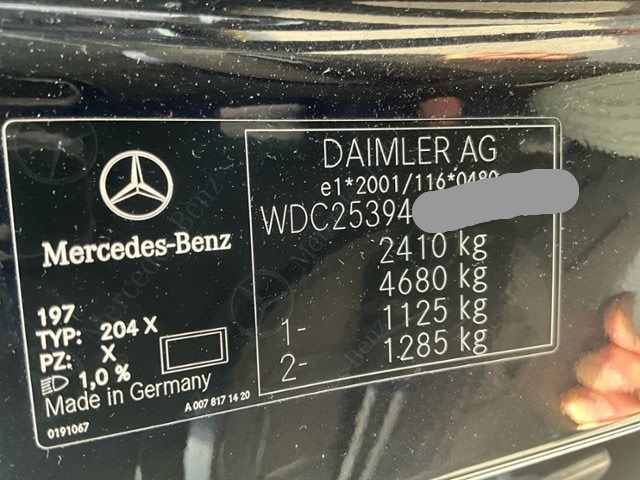 Mercedes-Benz
197
TYP: 204 X
PZ: X
1,0 %
Made in Germany
0191067
A 007 817 14 20
DAIMLER AG
e1*2001/116*0480
WDC25394
2410 kg
4680 kg
1- 1125 kg
2- 1285 kg